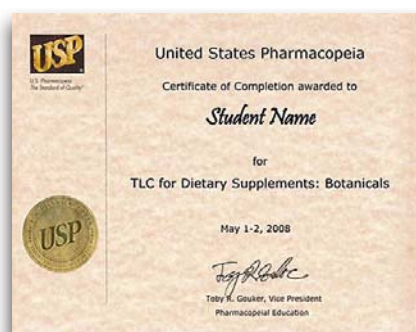 USP
U.S. Pharmacopeia
The Standard of Quality
United States Pharmacopeia
Certificate of Completion awarded to
Student Name
for
TLC for Dietary Supplements: Botanicals
May 1-2, 2008
USP
Toby R. Gouker, Vice President
Pharmacopeial Education